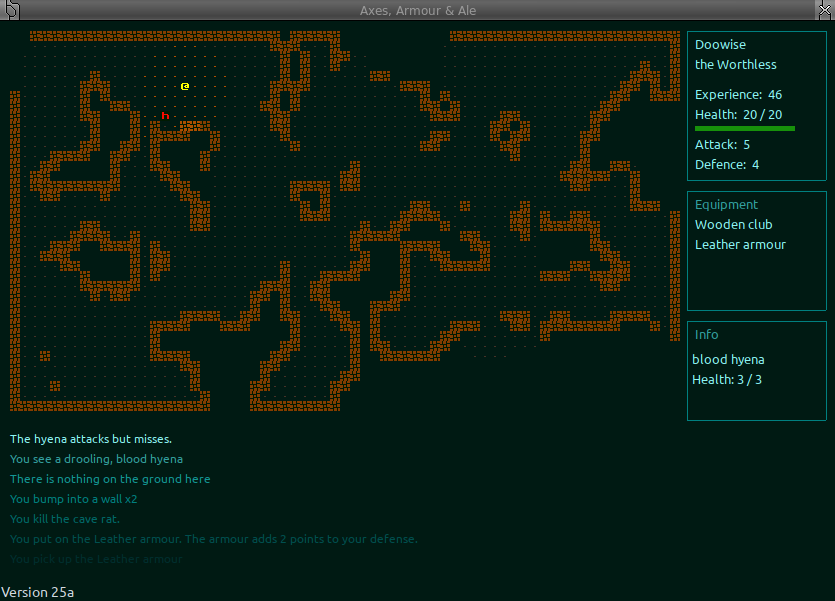 Axes, Armour & Ale
Doowise
the Worthless
Experience: 46
Health: 20 / 20
Attack: 5
Defence: 4
Equipment
Wooden club
Leather armour
Info
blood hyena
Health: 3 / 3
@
h
The hyena attacks but misses.
You see a drooling, blood hyena
There is nothing on the ground here
You bump into a wall x2
You kill the cave rat.
You put on the Leather armour. The armour adds 2 points to your defense.
You pick up the Leather armour
Version 25a